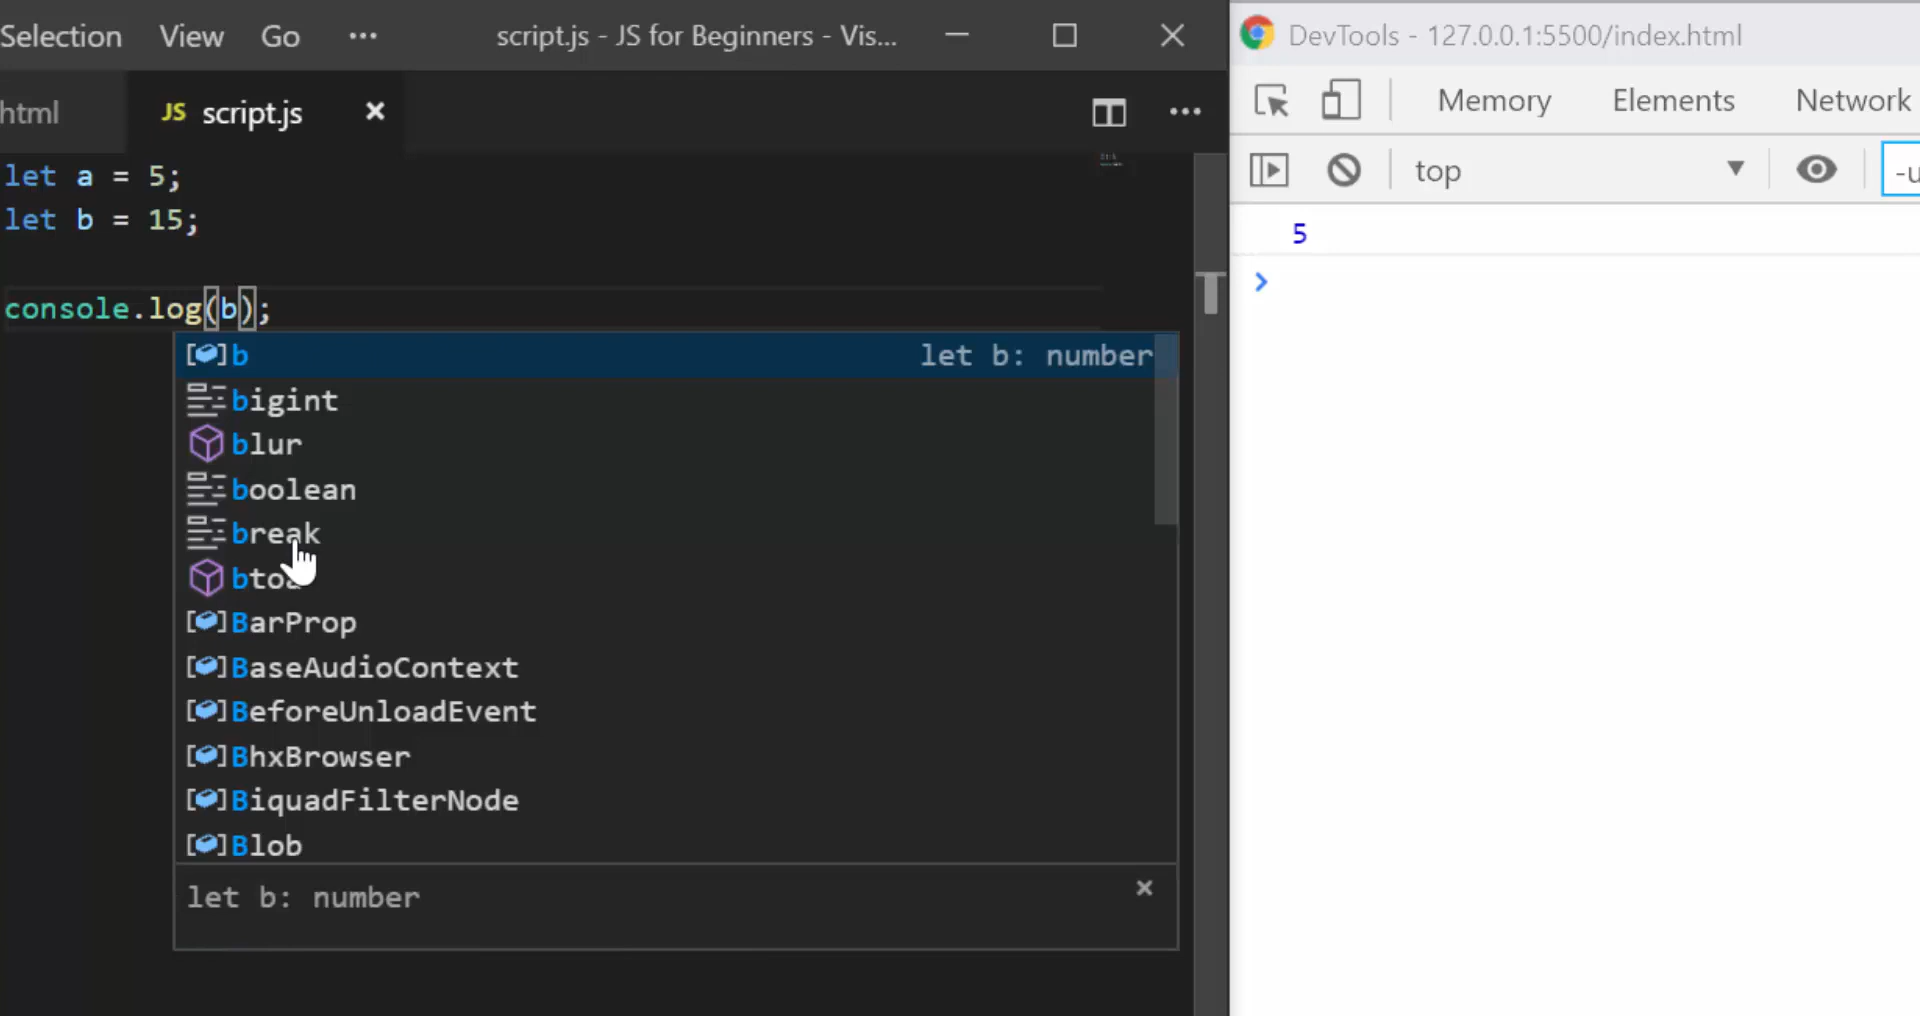 Selection View Go ··· script.js - JS for Beginners - Vis...
html JS script.js
let a = 5;
let b = 15;
console.log(b);
b let b: number
bigint
blur
boolean
break
BarProp
BaseAudioContext
BeforeUnloadEvent
BhxBrowser
BiquadFilterNode
Blob
let b: number
DevTools - 127.0.0.1:5500/index.html
Memory Elements Network
top -u
5